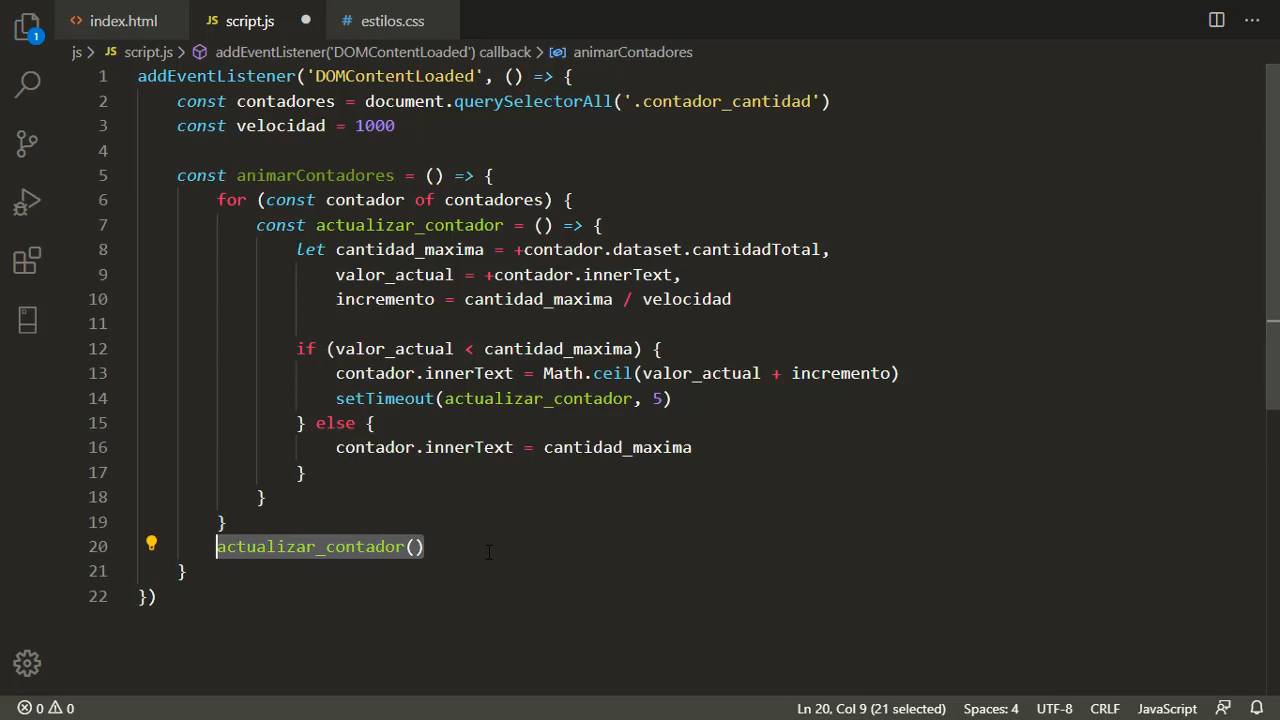 index.html JS script.js estilos.css
js > JS script.js > addEventListener('DOMContentLoaded') callback > animarContadores
1 addEventListener('DOMContentLoaded', () => {
2 const contadores = document.querySelectorAll('.contador_cantidad')
3 const velocidad = 1000
4
5 const animarContadores = () => {
6 for (const contador of contadores) {
7 const actualizar_contador = () => {
8 let cantidad_maxima = +contador.dataset.cantidadTotal,
9 valor_actual = +contador.innerText,
10 incremento = cantidad_maxima / velocidad
11
12 if (valor_actual < cantidad_maxima) {
13 contador.innerText = Math.ceil(valor_actual + incremento)
14 setTimeout(actualizar_contador, 5)
15 } else {
16 contador.innerText = cantidad_maxima
17 }
18 }
19 }
20 actualizar_contador()
21 }
22 })
1
0 0 Ln 20, Col 9 (21 selected) Spaces: 4 UTF-8 CRLF JavaScript